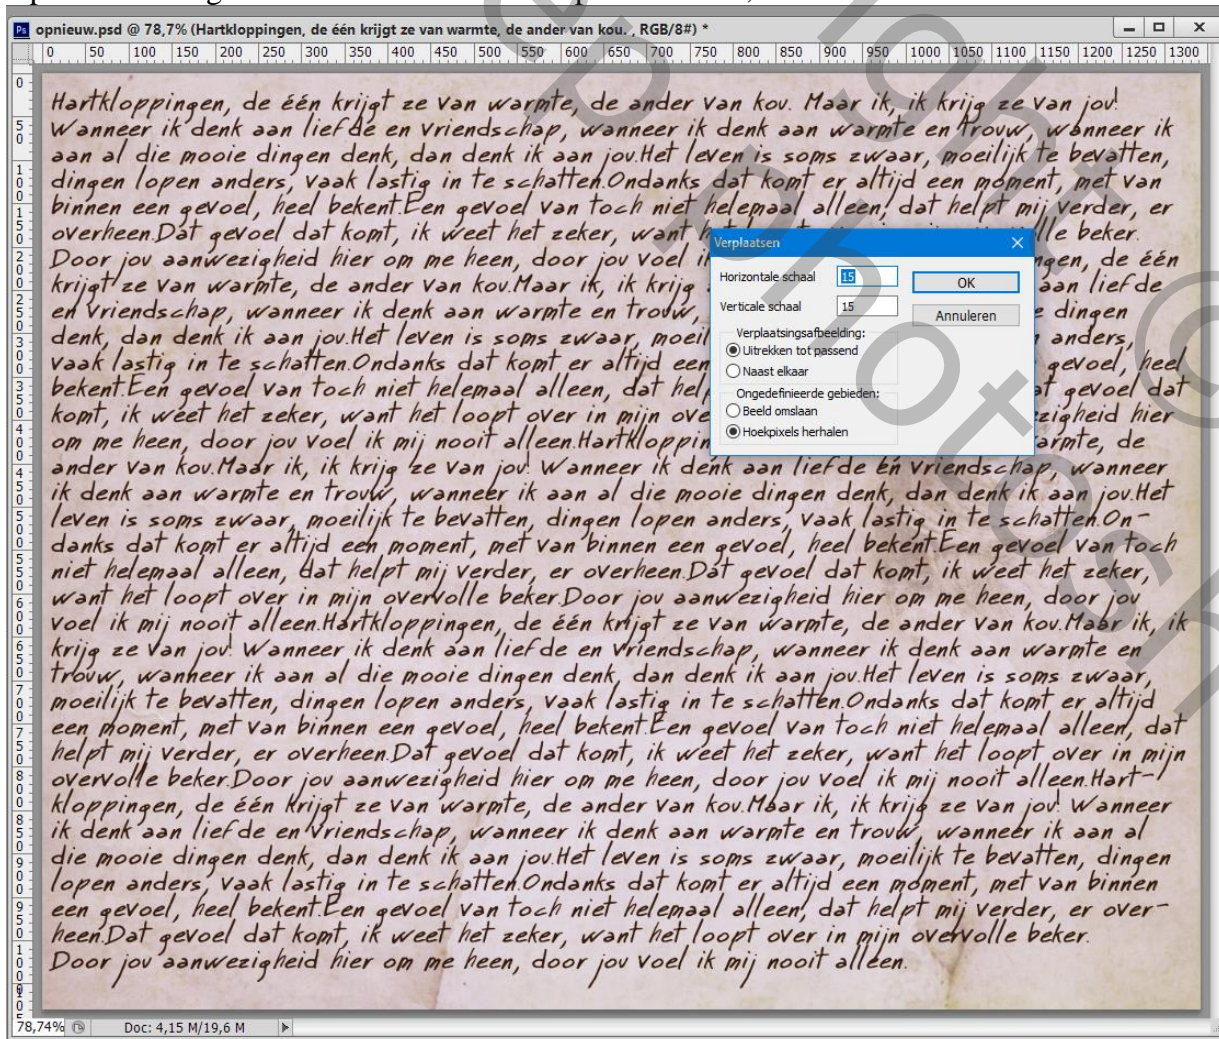 opnieuw.psd @ 78,7% (Hartkloppingen, de één krijgt ze van warmte, de ander van kou. , RGB/8#) *
0 50 100 150 200 250 300 350 400 450 500 550 600 650 700 750 800 850 900 950 1000 1050 1100 1150 1200 1250 1300
Hartkloppingen, de één krijgt ze van warmte, de ander van kou. Maar ik, ik krijg ze van jou!
Wanneer ik denk aan liefde en vriendschap, wanneer ik denk aan warmte en trouw, wanneer ik
aan al die mooie dingen denk, dan denk ik aan jou.Het leven is soms zwaar, moeilijk te bevatten,
dingen lopen anders, vaak lastig in te schatten.Ondanks dat komt er altijd een moment, met van
binnen een gevoel, heel bekent.Een gevoel van toch niet helemaal alleen, dat helpt mij verder, er
overheen.Dat gevoel dat komt, ik weet het zeker, want beker.
Door jou aanwezigheid hier om me heen, door jou voel de één
krijgt ze van warmte, de ander van kou.Maar ik, ik krijg aan liefde
en vriendschap, wanneer ik denk aan warmte en trouw, dingen
denk, dan denk ik aan jou.Het leven is soms zwaar, anders,
vaak lastig in te schatten.Ondanks dat komt er altijd een gevoel, heel
bekent.Een gevoel van toch niet helemaal alleen, dat gevoel dat
komt, ik weet het zeker, want het loopt over in mijn hier
om me heen, door jou voel ik mij nooit alleen. de
ander van kou.Maar ik, ik krijg ze van jou! Wanneer ik denk aan liefde en vriendschap, wanneer
ik denk aan warmte en trouw, wanneer ik aan al die mooie dingen denk, dan denk ik aan jou.Het
leven is soms zwaar, moeilijk te bevatten, dingen lopen anders, vaak lastig in te schatten.On-
danks dat komt er altijd een moment, met van binnen een gevoel, heel bekent.Een gevoel van toch
niet helemaal alleen, dat helpt mij verder, er overheen.Dat gevoel dat komt, ik weet het zeker,
want het loopt over in mijn overvolle beker.Door jou aanwezigheid hier om me heen, door jou
voel ik mij nooit alleen.Hartkloppingen, de één krijgt ze van warmte, de ander van kou.Maar ik, ik
krijg ze van jou! Wanneer ik denk aan liefde en vriendschap, wanneer ik denk aan warmte en
trouw, wanneer ik aan al die mooie dingen denk, dan denk ik aan jou.Het leven is soms zwaar,
moeilijk te bevatten, dingen lopen anders, vaak lastig in te schatten.Ondanks dat komt er altijd
een moment, met van binnen een gevoel, heel bekent.Een gevoel van toch niet helemaal alleen, dat
helpt mij verder, er overheen.Dat gevoel dat komt, ik weet het zeker, want het loopt over in mijn
overvolle beker.Door jou aanwezigheid hier om me heen, door jou voel ik mij nooit alleen.Hart-
kloppingen, de één krijgt ze van warmte, de ander van kou.Maar ik, ik krijg ze van jou! Wanneer
ik denk aan liefde en vriendschap, wanneer ik denk aan warmte en trouw, wanneer ik aan al
die mooie dingen denk, dan denk ik aan jou.Het leven is soms zwaar, moeilijk te bevatten, dingen
lopen anders, vaak lastig in te schatten.Ondanks dat komt er altijd een moment, met van binnen
een gevoel, heel bekent.Een gevoel van toch niet helemaal alleen, dat helpt mij verder, er over-
heen.Dat gevoel dat komt, ik weet het zeker, want het loopt over in mijn overvolle beker.
Door jou aanwezigheid hier om me heen, door jou voel ik mij nooit alleen.
Verplaatsen
Horizontale schaal 15
OK
Verticale schaal 15
Annuleren
Verplaatsingsafbeelding:
Uitrekken tot passend
Naast elkaar
Ongedefinieerde gebieden:
Beeld omslaan
Hoekpixels herhalen
78,74% Doc: 4,15 M/19,6 M